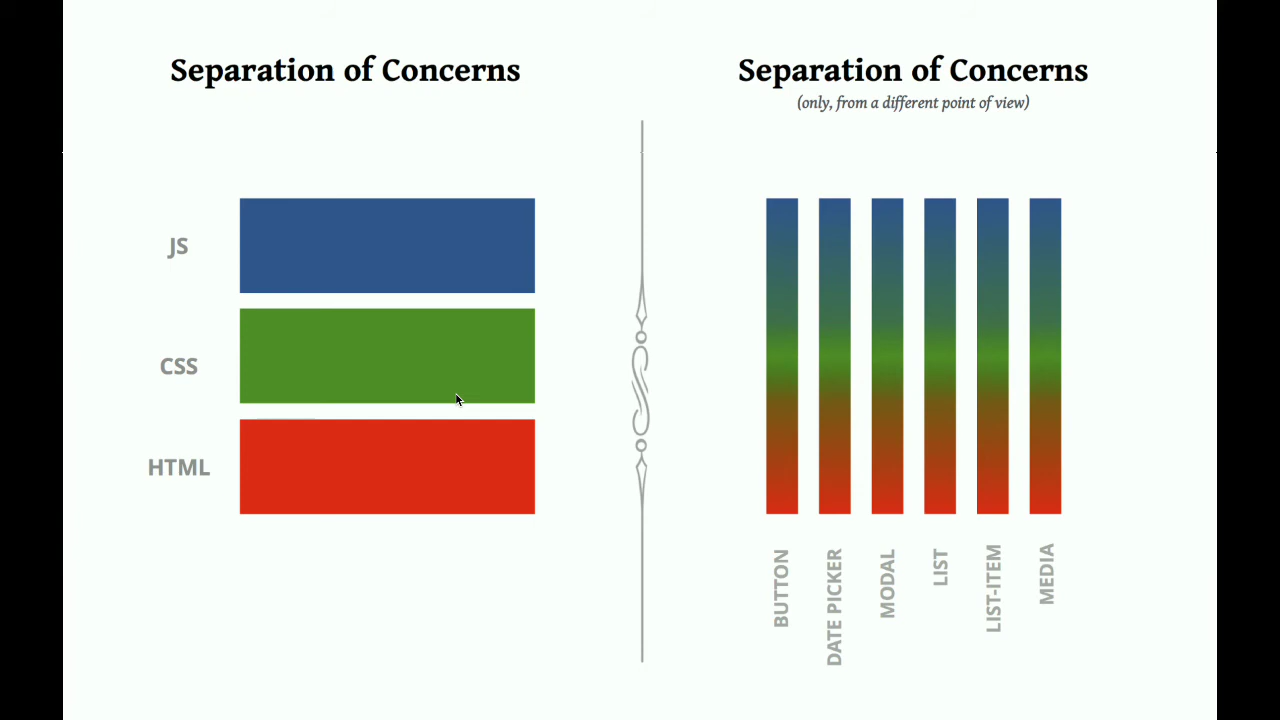 Separation of Concerns
JS
CSS
HTML
Separation of Concerns
(only, from a different point of view)
BUTTON
DATE PICKER
MODAL
LIST
LIST-ITEM
MEDIA